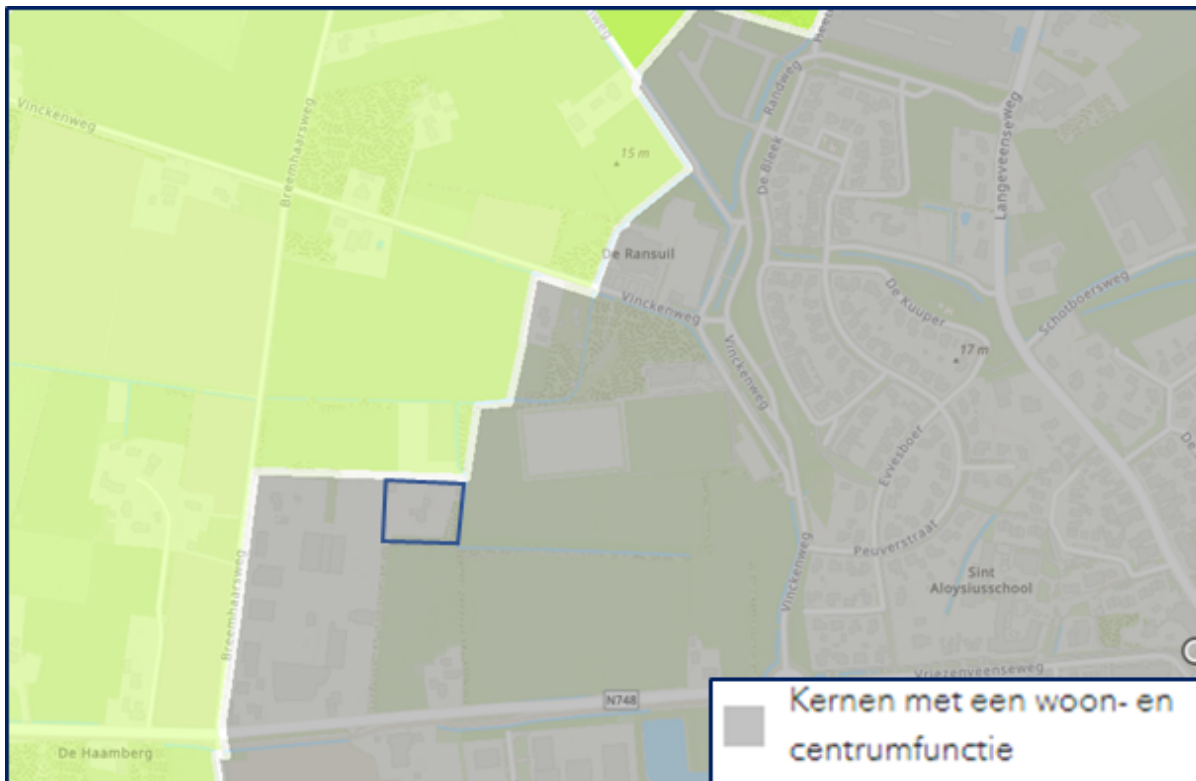 Vinckenweg
Breemhaarsweg
15 m
De Ransuil
Vinckenweg
Vinckenweg
De Bleek
Randweg
Langeveenseweg
Schotboersweg
De Kuuper
17 m
Evvesboer
Peuverstraat
Sint
Aloysiusschool
Vinckenweg
Breemhaarsweg
N748
Vriezenveenseweg
De Haamberg
Kernen met een woon- en
centrumfunctie